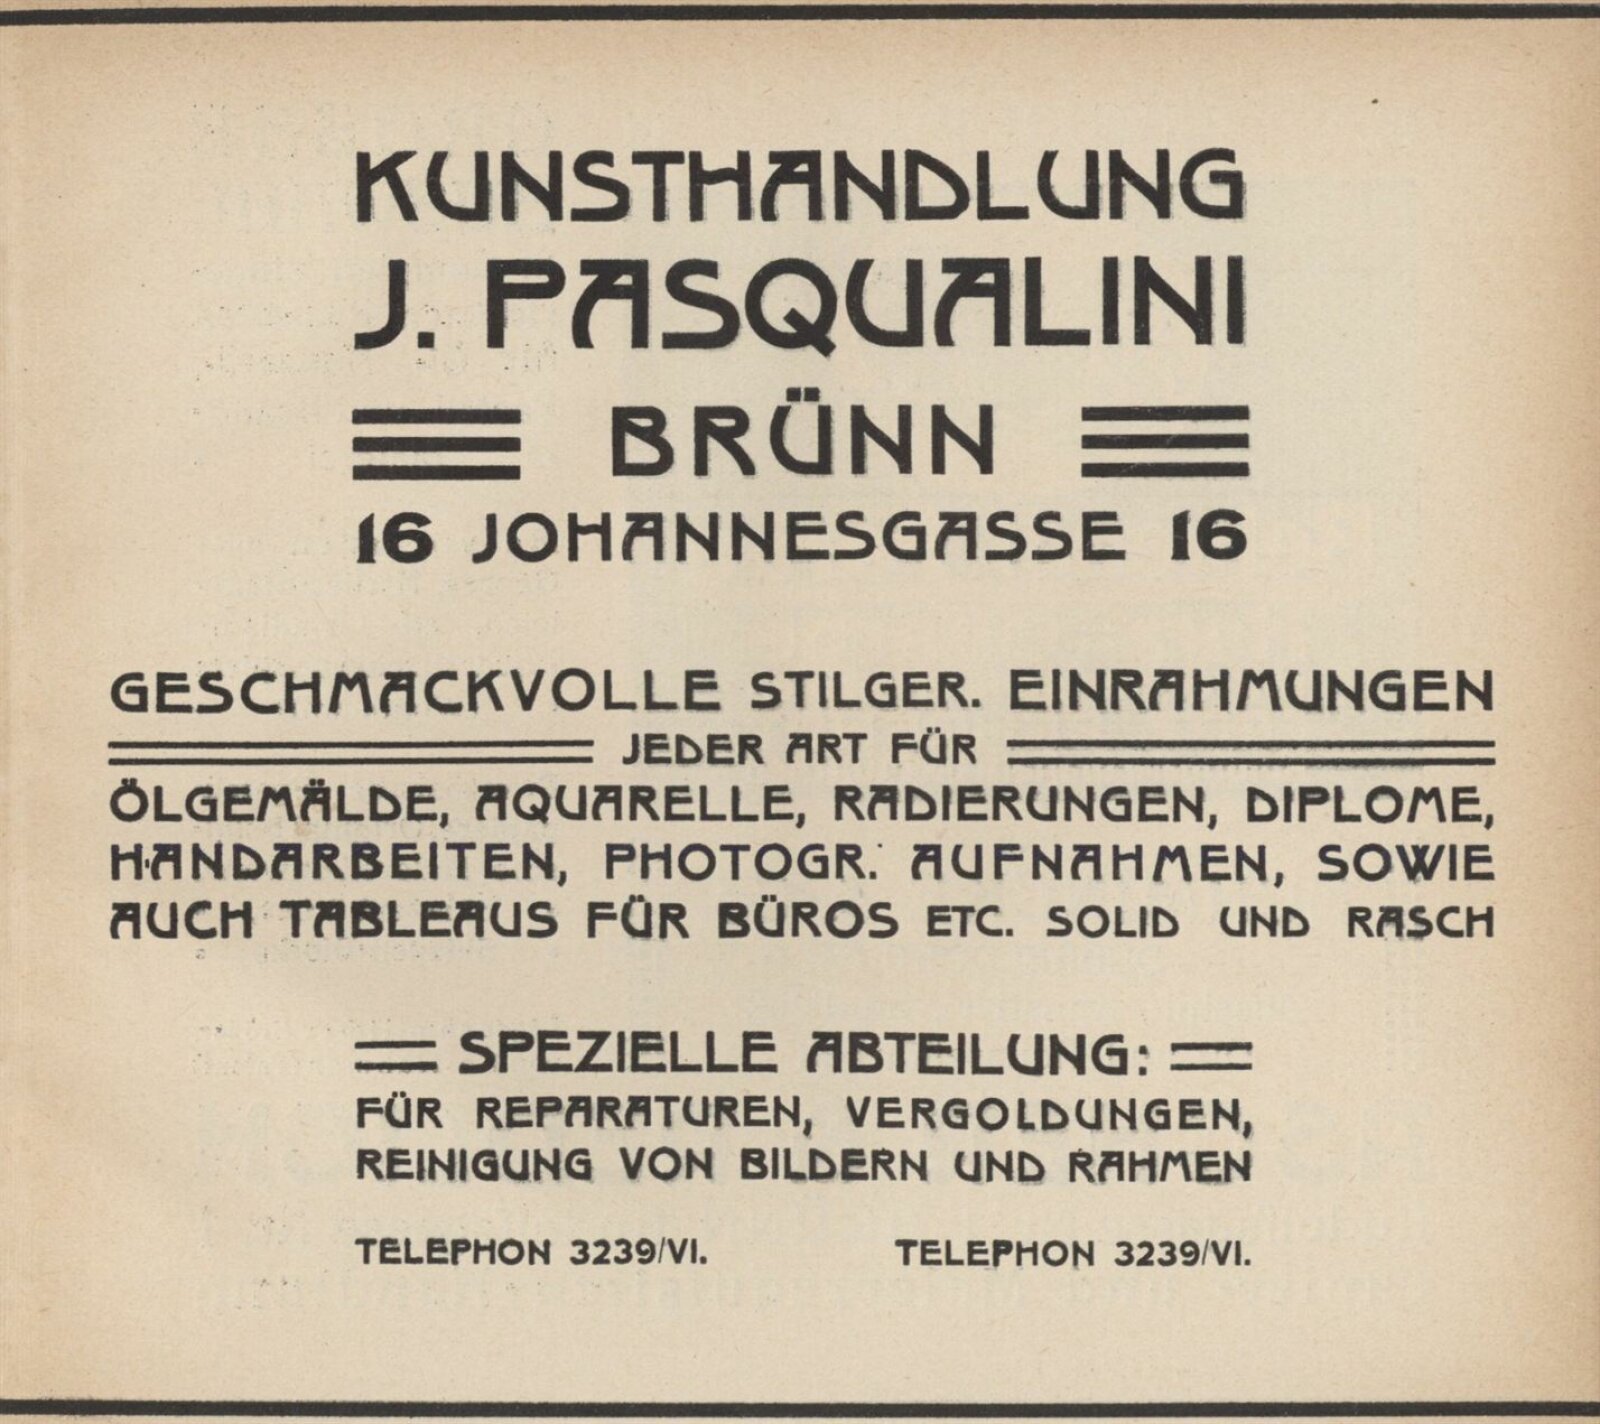 KUNSTHANDLUNG
J. PASQUALINI
BRÜNN
16 JOHANNESGASSE 16
GESCHMACKVOLLE STILGER. EINRAHMUNGEN
JEDER ART FÜR
ÖLGEMÄLDE, AQUARELLE, RADIERUNGEN, DIPLOME,
HANDARBEITEN, PHOTOGR. AUFNAHMEN, SOWIE
AUCH TABLEAUS FÜR BÜROS ETC. SOLID UND RASCH
SPEZIELLE ABTEILUNG:
FÜR REPARATUREN, VERGOLDUNGEN,
REINIGUNG VON BILDERN UND RAHMEN
TELEPHON 3239/VI. TELEPHON 3239/VI.